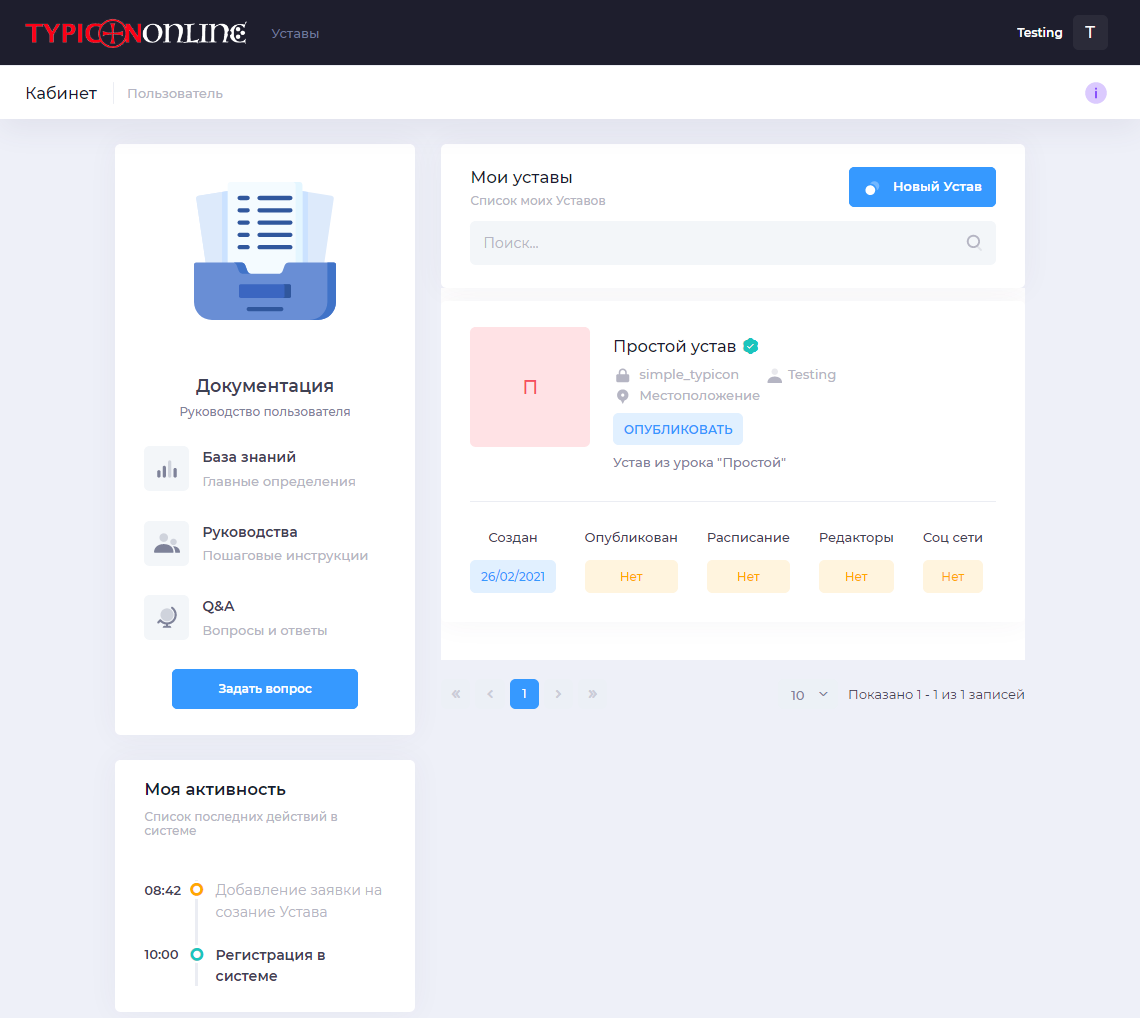 TYPICONONLINE
Уставы
Testing
T
Кабинет
Пользователь
i
Документация
Руководство пользователя
База знаний
Главные определения
Руководства
Пошаговые инструкции
Q&A
Вопросы и ответы
Задать вопрос
Моя активность
Список последних действий в
системе
08:42
Добавление заявки на
созание Устава
10:00
Регистрация в
системе
Мои уставы
Список моих Уставов
Новый Устав
Поиск...
П
Простой устав
simple_typicon
Testing
Местоположение
ОПУБЛИКОВАТЬ
Устав из урока "Простой"
Создан
Опубликован
Расписание
Редакторы
Соц сети
26/02/2021
Нет
Нет
Нет
Нет
1
10
Показано 1 - 1 из 1 записей